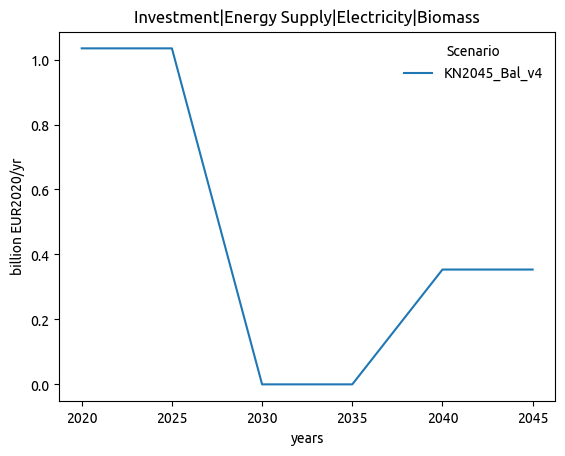 Investment|Energy Supply|Electricity|Biomass
Scenario
KN2045_Bal_v4
billion EUR2020/yr
1.0
0.8
0.6
0.4
0.2
0.0
2020 2025 2030 2035 2040 2045
years